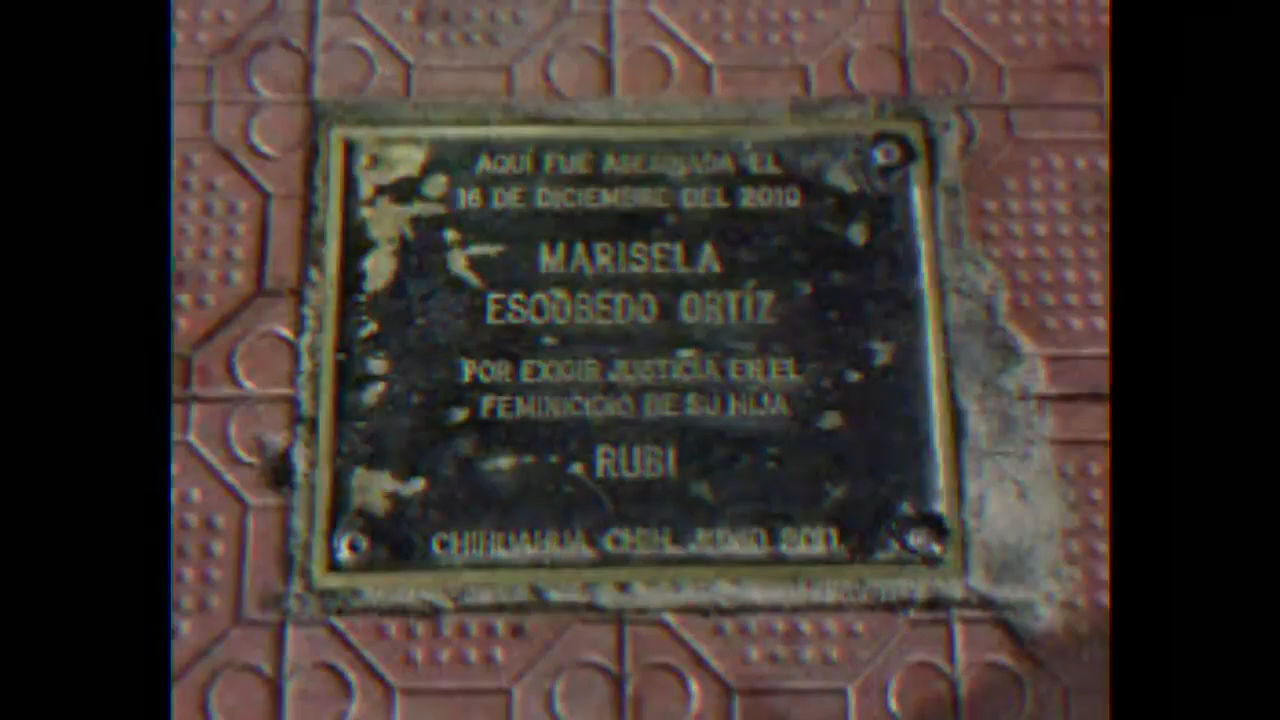 AQUÍ FUE ASESINADA EL
16 DE DICIEMBRE DEL 2010
MARISELA
ESCOBEDO ORTÍZ
POR EXIGIR JUSTICIA EN EL
FEMINICIDIO DE SU HIJA
RUBI
CHIHUAHUA, CHIH. JUNIO 2011.